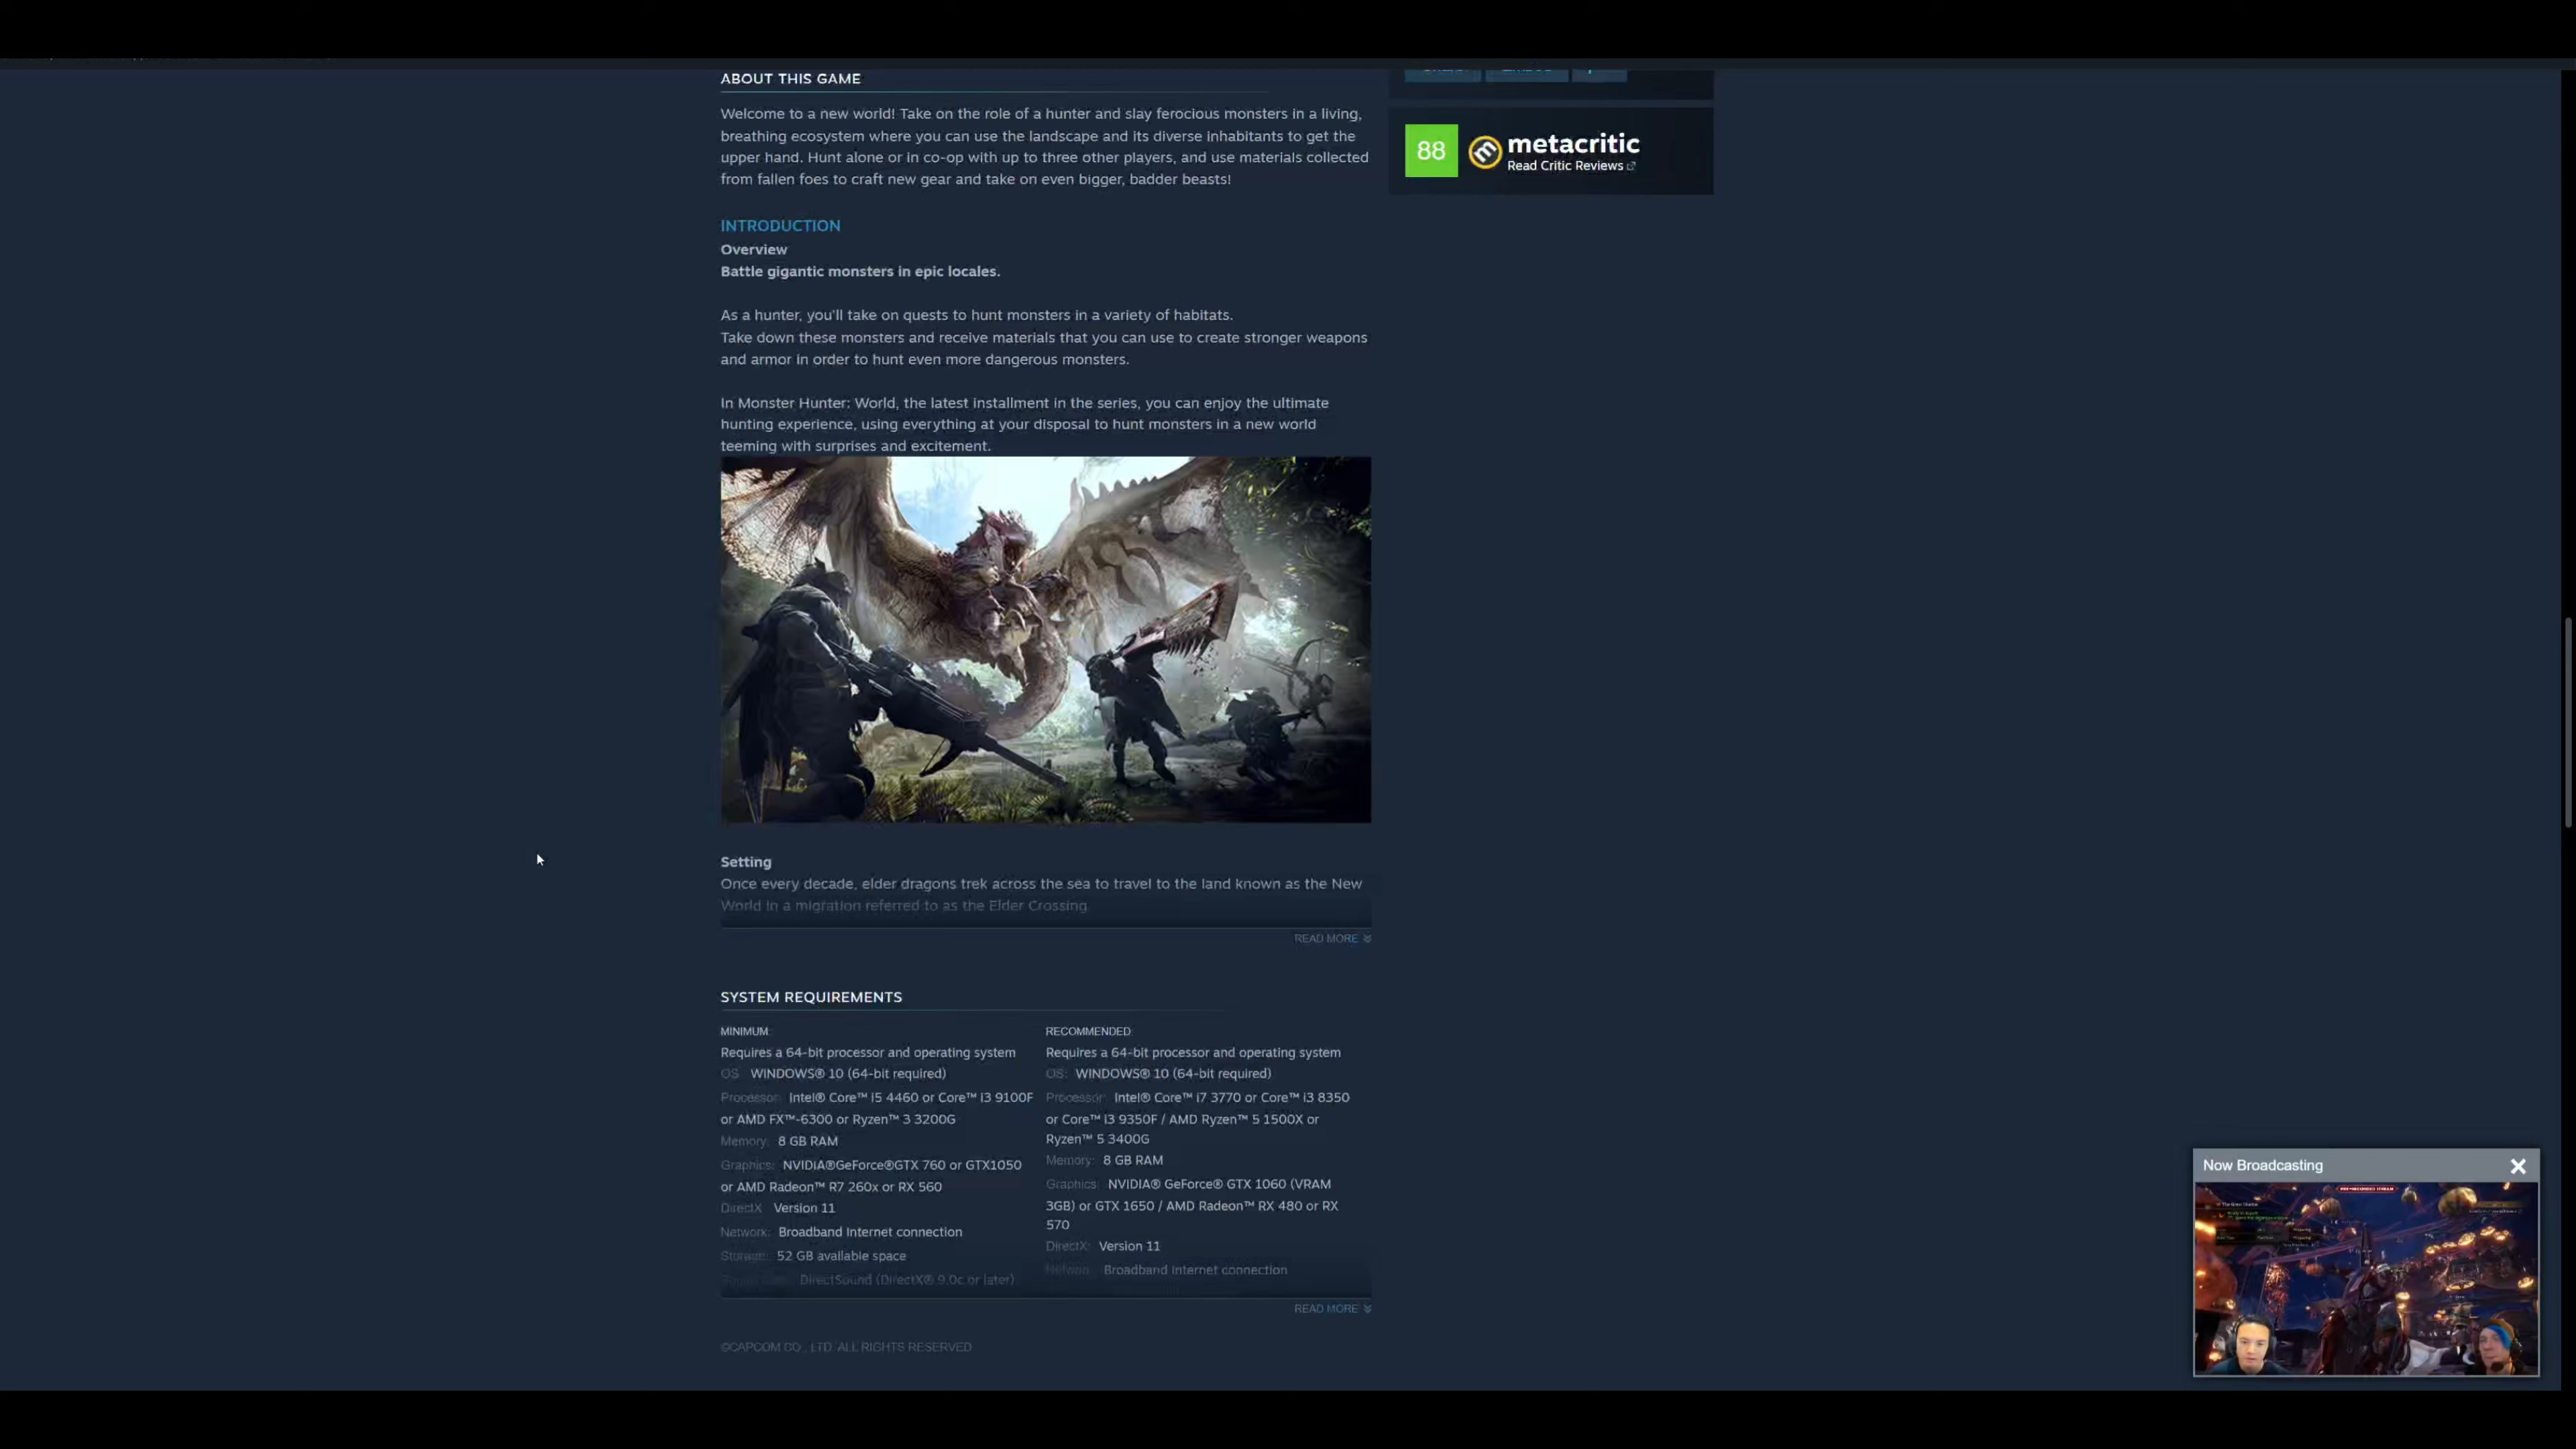 ABOUT THIS GAME
Welcome to a new world! Take on the role of a hunter and slay ferocious monsters in a living,
breathing ecosystem where you can use the landscape and its diverse inhabitants to get the
upper hand. Hunt alone or in co-op with up to three other players, and use materials collected
from fallen foes to craft new gear and take on even bigger, badder beasts!
INTRODUCTION
Overview
Battle gigantic monsters in epic locales.
As a hunter, you'll take on quests to hunt monsters in a variety of habitats.
Take down these monsters and receive materials that you can use to create stronger weapons
and armor in order to hunt even more dangerous monsters.
In Monster Hunter: World, the latest installment in the series, you can enjoy the ultimate
hunting experience, using everything at your disposal to hunt monsters in a new world
teeming with surprises and excitement.
Setting
Once every decade, elder dragons trek across the sea to travel to the land known as the New
World in a migration referred to as the Elder Crossing.
READ MORE
SYSTEM REQUIREMENTS
MINIMUM:
Requires a 64-bit processor and operating system
OS: WINDOWS® 10 (64-bit required)
Processor: Intel® Core™ i5 4460 or Core™ i3 9100F
or AMD FX™-6300 or Ryzen™ 3 3200G
Memory: 8 GB RAM
Graphics: NVIDIA®GeForce®GTX 760 or GTX1050
or AMD Radeon™ R7 260x or RX 560
DirectX: Version 11
Network: Broadband Internet connection
Storage: 52 GB available space
DirectSound (DirectX® 9.0c or later)
RECOMMENDED:
Requires a 64-bit processor and operating system
OS: WINDOWS® 10 (64-bit required)
Processor: Intel® Core™ i7 3770 or Core™ i3 8350
or Core™ i3 9350F / AMD Ryzen™ 5 1500X or
Ryzen™ 5 3400G
Memory: 8 GB RAM
Graphics: NVIDIA® GeForce® GTX 1060 (VRAM
3GB) or GTX 1650 / AMD Radeon™ RX 480 or RX
570
DirectX: Version 11
Network: Broadband Internet connection
READ MORE
©CAPCOM CO., LTD. ALL RIGHTS RESERVED
88
metacritic
Read Critic Reviews
Now Broadcasting